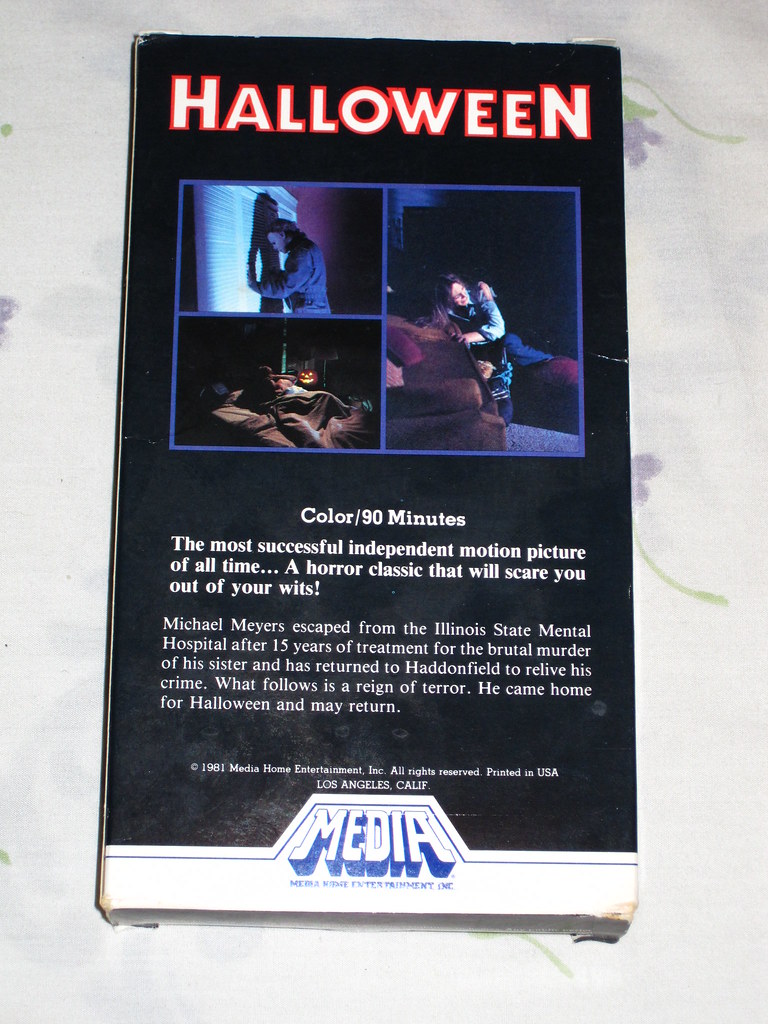 HALLOWEEN
Color/90 Minutes
The most successful independent motion picture
of all time... A horror classic that will scare you
out of your wits!
Michael Meyers escaped from the Illinois State Mental
Hospital after 15 years of treatment for the brutal murder
of his sister and has returned to Haddonfield to relive his
crime. What follows is a reign of terror. He came home
for Halloween and may return.
© 1981 Media Home Entertainment, Inc. All rights reserved. Printed in USA
LOS ANGELES, CALIF.
MEDIA
MEDIA HOME ENTERTAINMENT INC